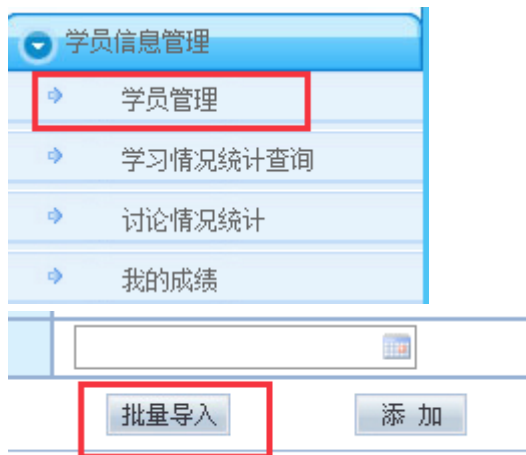 学员信息管理
学员管理
学习情况统计查询
讨论情况统计
我的成绩
批量导入 添 加